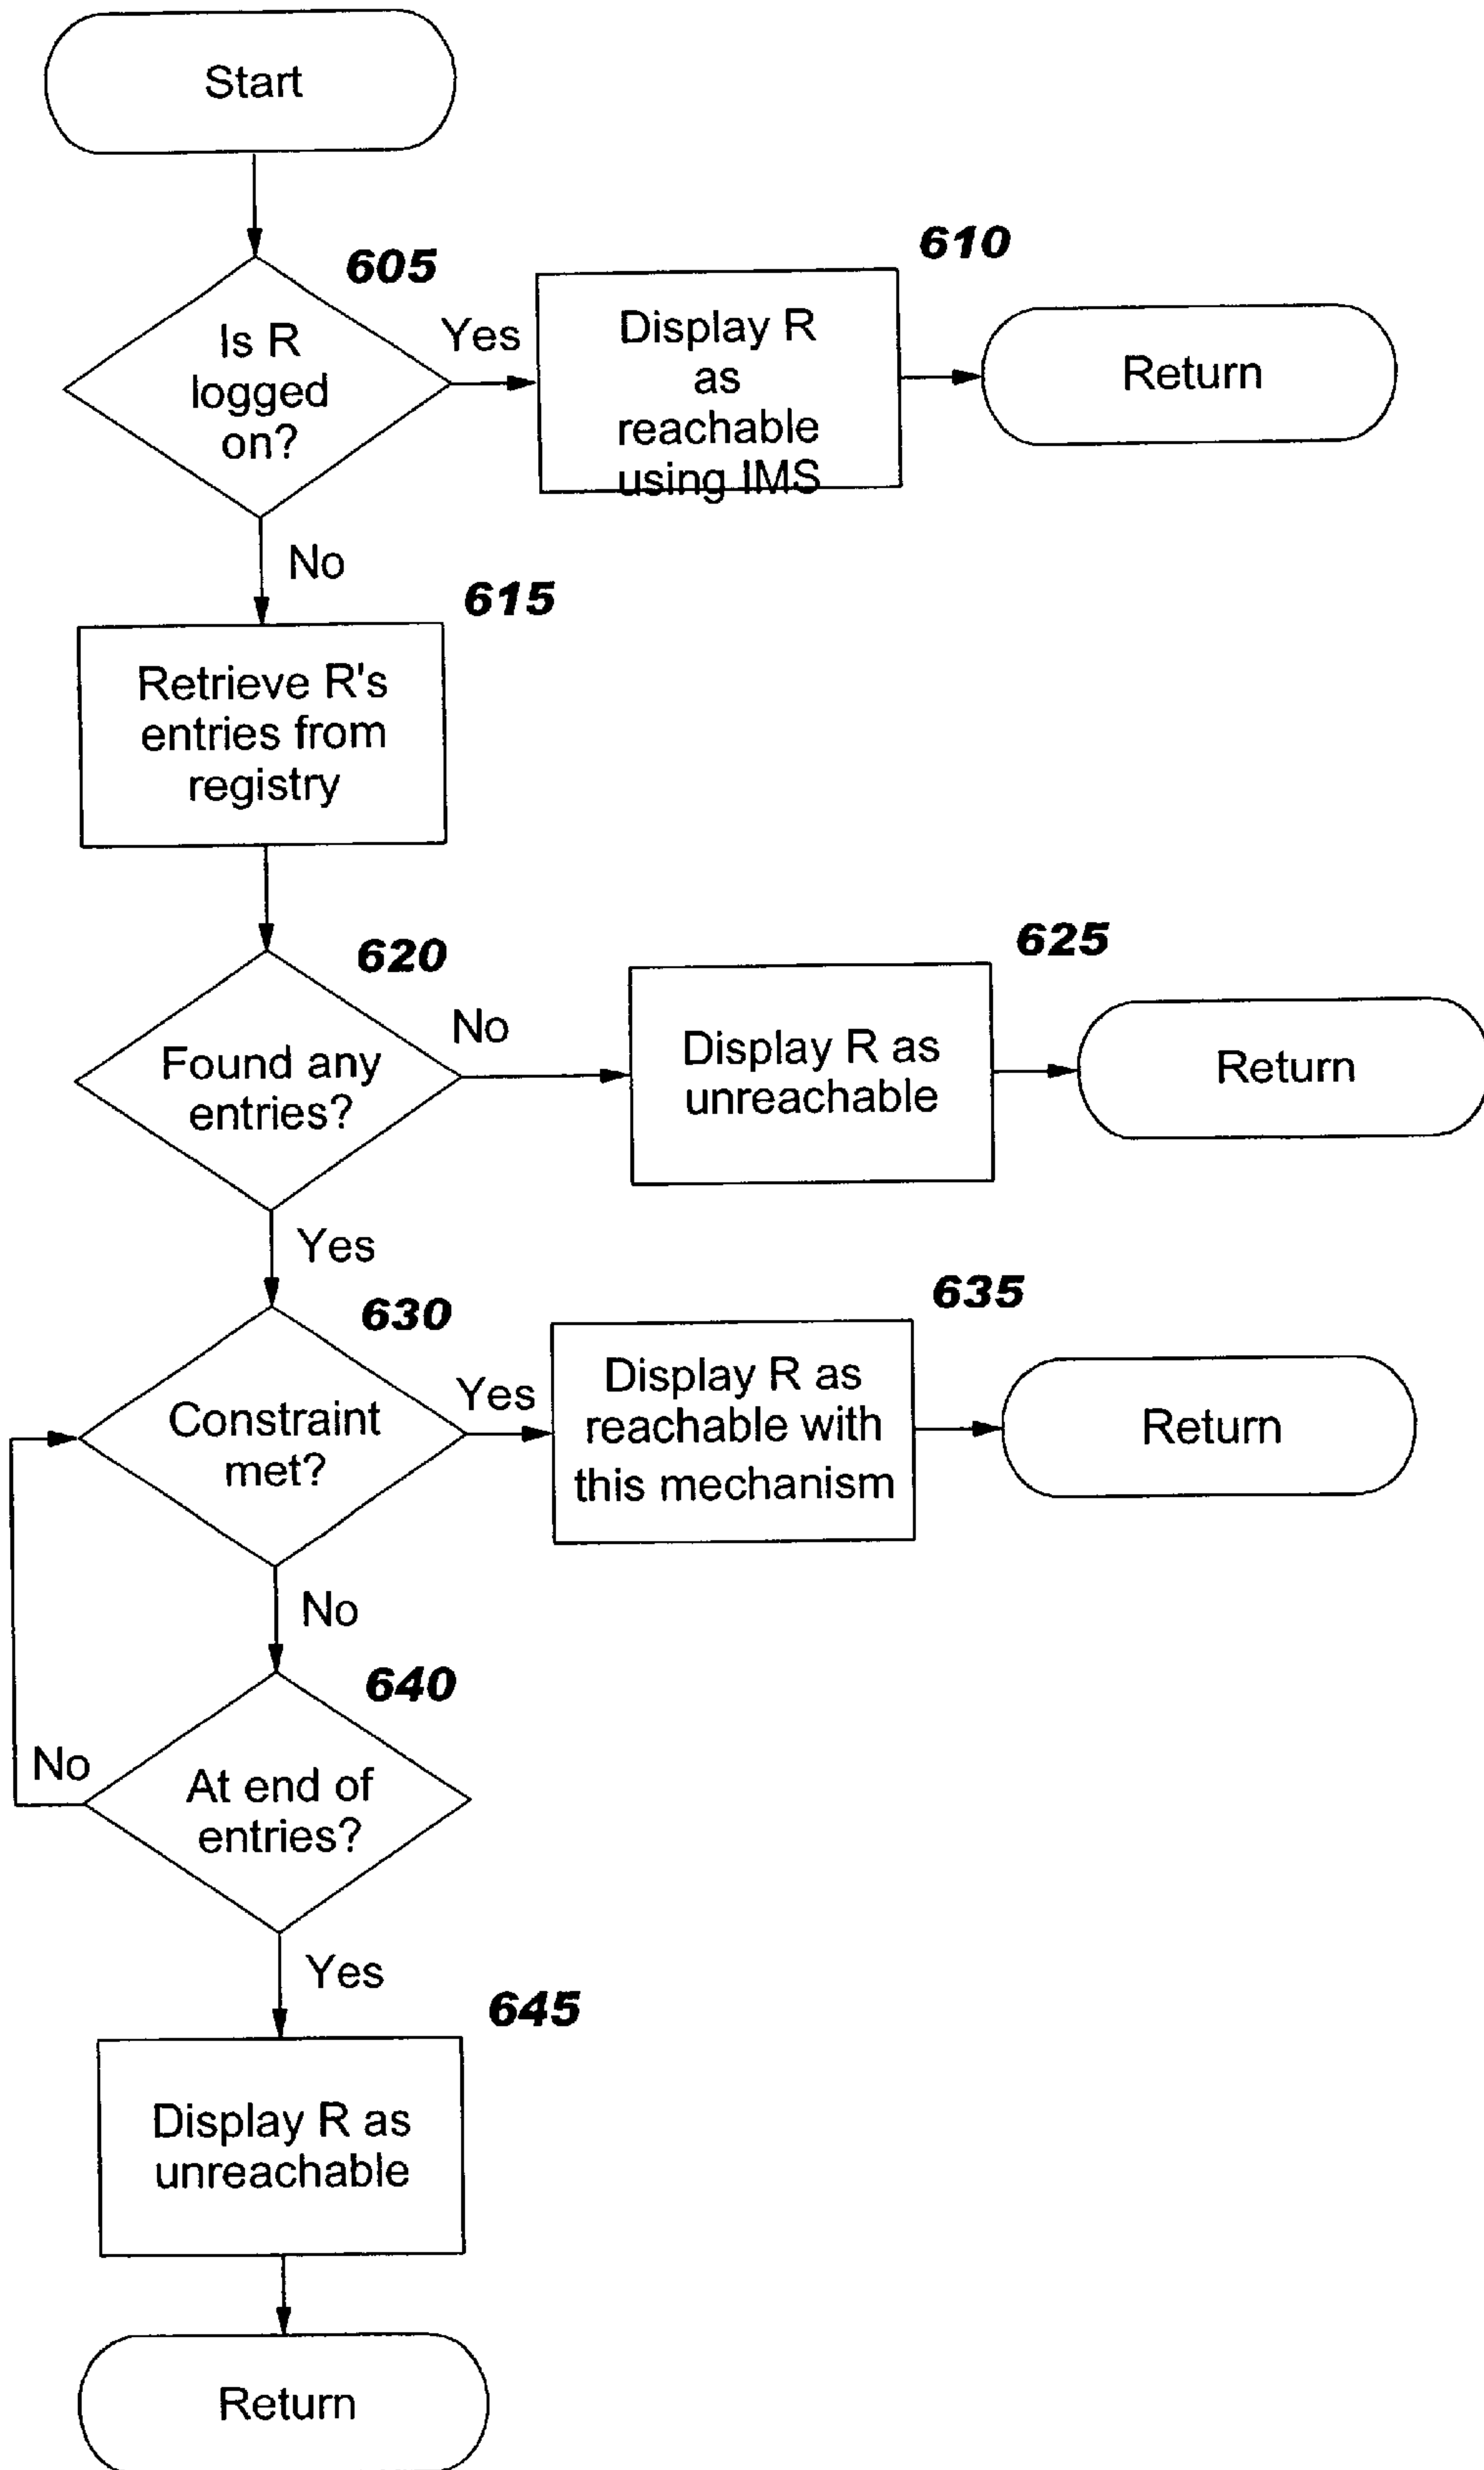 Start
605
Is R
logged
on?
Yes
610
Display R
as
reachable
using IMS
Return
No
615
Retrieve R's
entries from
registry
620
Found any
entries?
No
625
Display R as
unreachable
Return
Yes
630
Constraint
met?
Yes
635
Display R as
reachable with
this mechanism
Return
No
640
At end of
entries?
No
Yes
645
Display R as
unreachable
Return